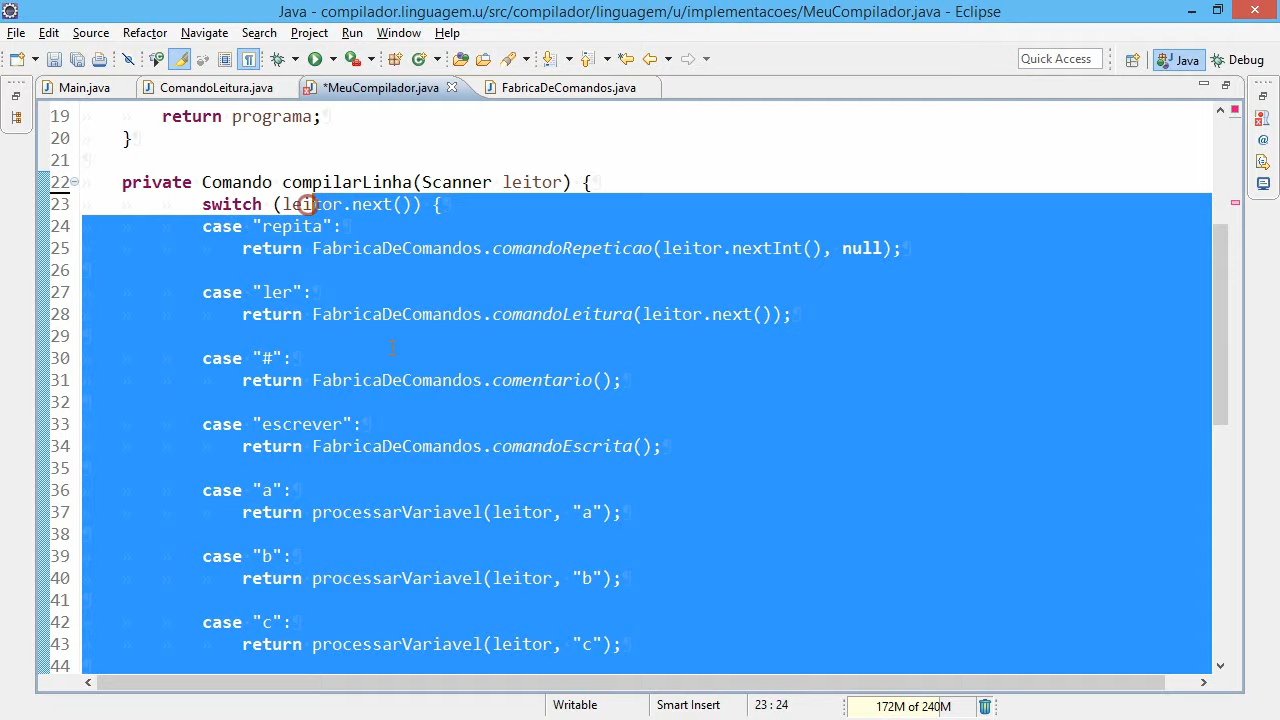 Java - compilador.linguagem.u/src/compilador/linguagem/u/implementacoes/MeuCompilador.java - Eclipse
File Edit Source Refactor Navigate Search Project Run Window Help
Quick Access Java Debug
Main.java ComandoLeitura.java *MeuCompilador.java FabricaDeComandos.java
19 return programa;
20 }
21
22 private Comando compilarLinha(Scanner leitor) {
23 switch (leitor.next()) {
24 case "repita":
25 return FabricaDeComandos.comandoRepeticao(leitor.nextInt(), null);
26
27 case "ler":
28 return FabricaDeComandos.comandoLeitura(leitor.next());
29
30 case "#":
31 return FabricaDeComandos.comentario();
32
33 case "escrever":
34 return FabricaDeComandos.comandoEscrita();
35
36 case "a":
37 return processarVariavel(leitor, "a");
38
39 case "b":
40 return processarVariavel(leitor, "b");
41
42 case "c":
43 return processarVariavel(leitor, "c");
44
Writable Smart Insert 23 : 24 172M of 240M